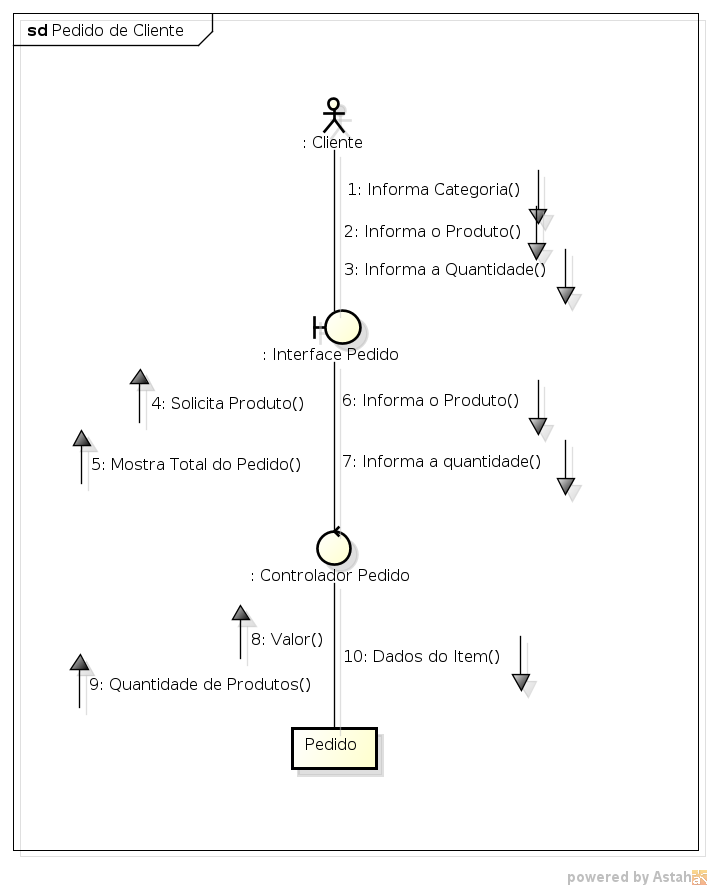 sd Pedido de Cliente
: Cliente
1: Informa Categoria()
2: Informa o Produto()
3: Informa a Quantidade()
: Interface Pedido
4: Solicita Produto()
6: Informa o Produto()
5: Mostra Total do Pedido()
7: Informa a quantidade()
: Controlador Pedido
8: Valor()
10: Dados do Item()
9: Quantidade de Produtos()
Pedido
powered by Astah